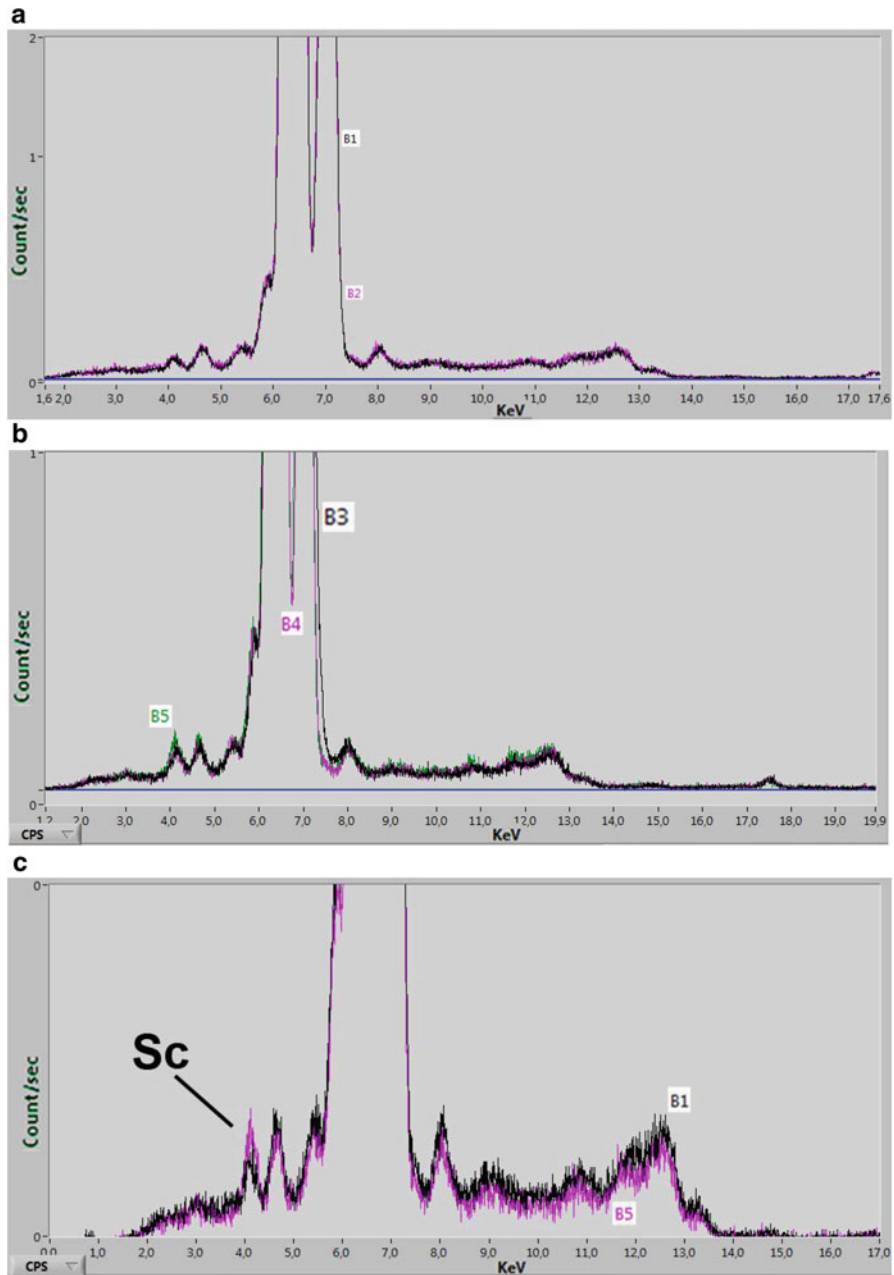 a
2
1
0
Count/sec
B1
B2
1,6 2,0 3,0 4,0 5,0 6,0 7,0 8,0 9,0 10,0 11,0 12,0 13,0 14,0 15,0 16,0 17,0 17,6
KeV
b
1
0
Count/sec
B3
B4
B5
1,2 2,0 3,0 4,0 5,0 6,0 7,0 8,0 9,0 10,0 11,0 12,0 13,0 14,0 15,0 16,0 17,0 18,0 19,9
CPS
KeV
c
0
0
Count/sec
Sc
B1
B5
0,0 1,0 2,0 3,0 4,0 5,0 6,0 7,0 8,0 9,0 10,0 11,0 12,0 13,0 14,0 15,0 16,0 17,0
CPS
KeV